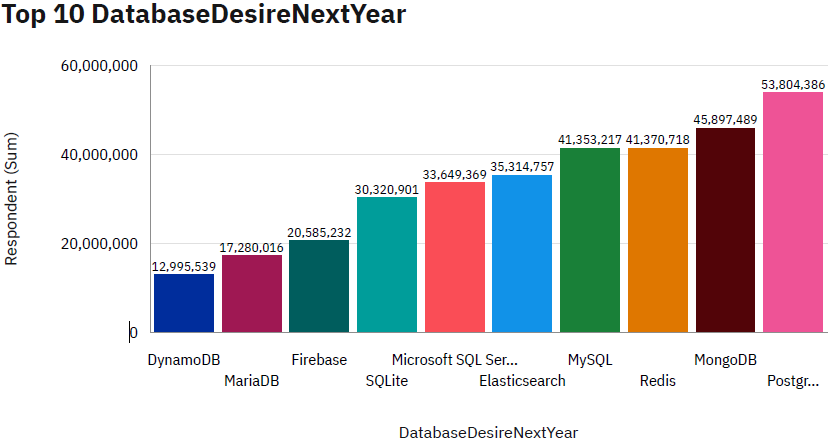 Top 10 DatabaseDesireNextYear
Respondent (Sum)
60,000,000
40,000,000
20,000,000
0
12,995,539
17,280,016
20,585,232
30,320,901
33,649,369
35,314,757
41,353,217
41,370,718
45,897,489
53,804,386
DynamoDB
MariaDB
Firebase
SQLite
Microsoft SQL Ser...
Elasticsearch
MySQL
Redis
MongoDB
Postgr...
DatabaseDesireNextYear